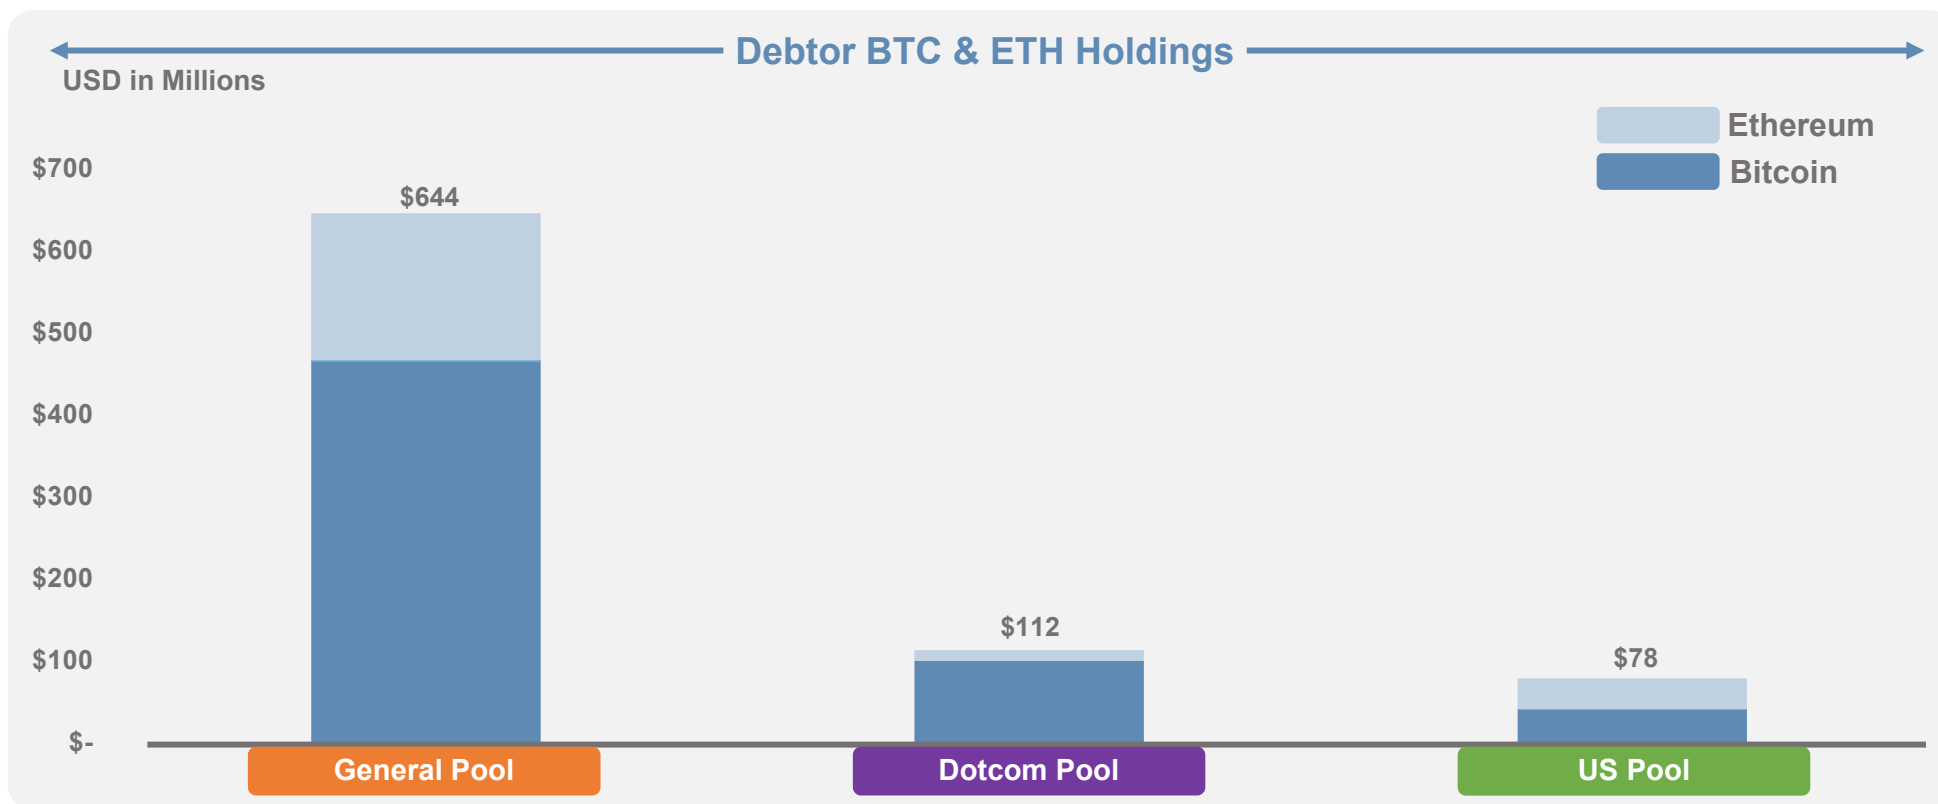 Debtor BTC & ETH Holdings
USD in Millions
Ethereum
Bitcoin
$700
$644
$600
$500
$400
$300
$200
$112
$100
$78
$-
General Pool
Dotcom Pool
US Pool